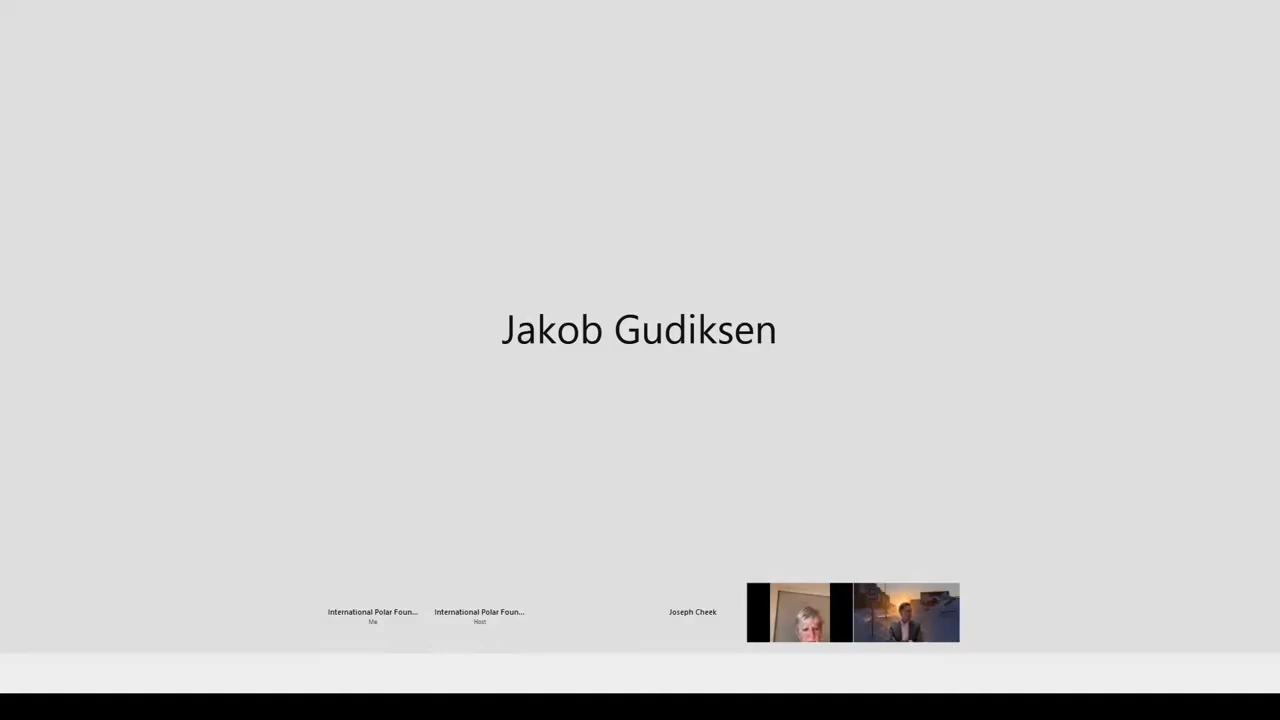 Jakob Gudiksen
International Polar Foun...
Me
International Polar Foun...
Host
Joseph Cheek